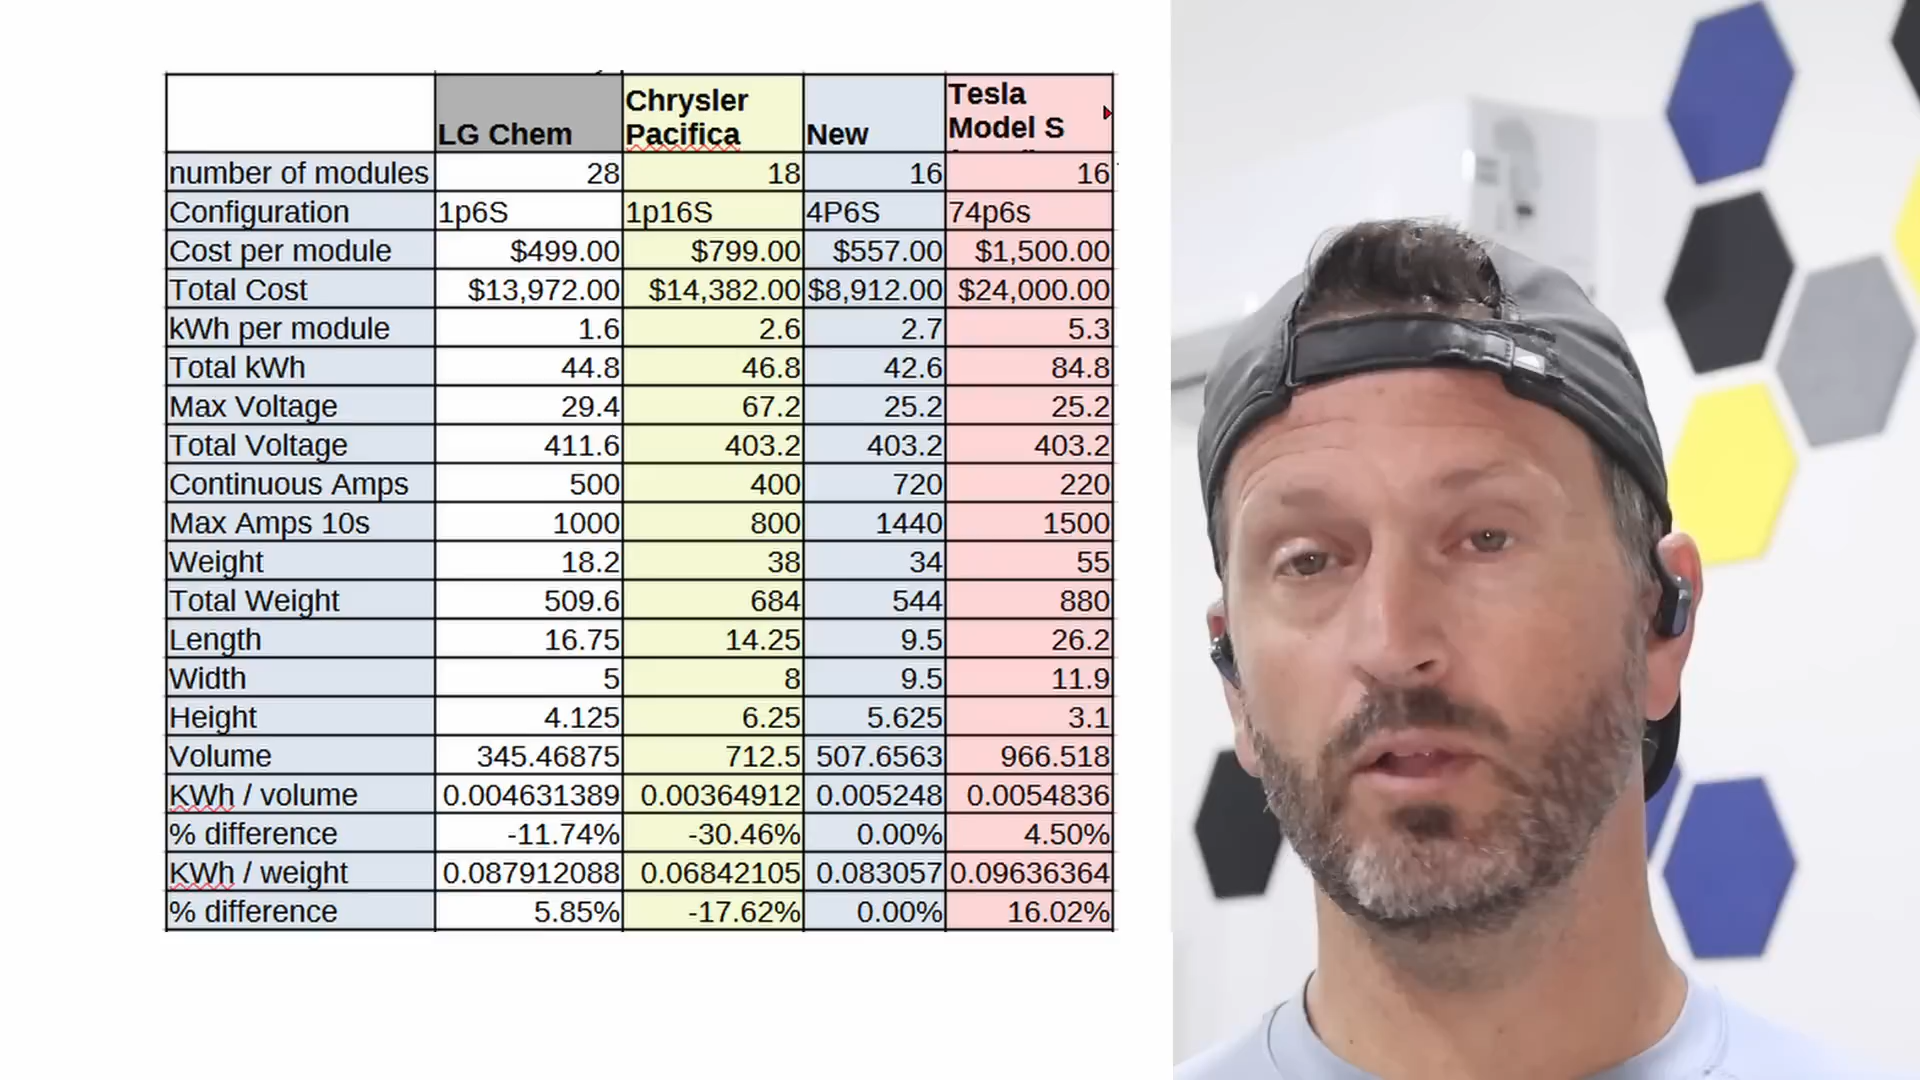 LG Chem Chrysler Pacifica New Tesla Model S
number of modules 28 18 16 16
Configuration 1p6S 1p16S 4P6S 74p6s
Cost per module $499.00 $799.00 $557.00 $1,500.00
Total Cost $13,972.00 $14,382.00 $8,912.00 $24,000.00
kWh per module 1.6 2.6 2.7 5.3
Total kWh 44.8 46.8 42.6 84.8
Max Voltage 29.4 67.2 25.2 25.2
Total Voltage 411.6 403.2 403.2 403.2
Continuous Amps 500 400 720 220
Max Amps 10s 1000 800 1440 1500
Weight 18.2 38 34 55
Total Weight 509.6 684 544 880
Length 16.75 14.25 9.5 26.2
Width 5 8 9.5 11.9
Height 4.125 6.25 5.625 3.1
Volume 345.46875 712.5 507.6563 966.518
KWh / volume 0.004631389 0.00364912 0.005248 0.0054836
% difference -11.74% -30.46% 0.00% 4.50%
KWh / weight 0.087912088 0.06842105 0.083057 0.09636364
% difference 5.85% -17.62% 0.00% 16.02%